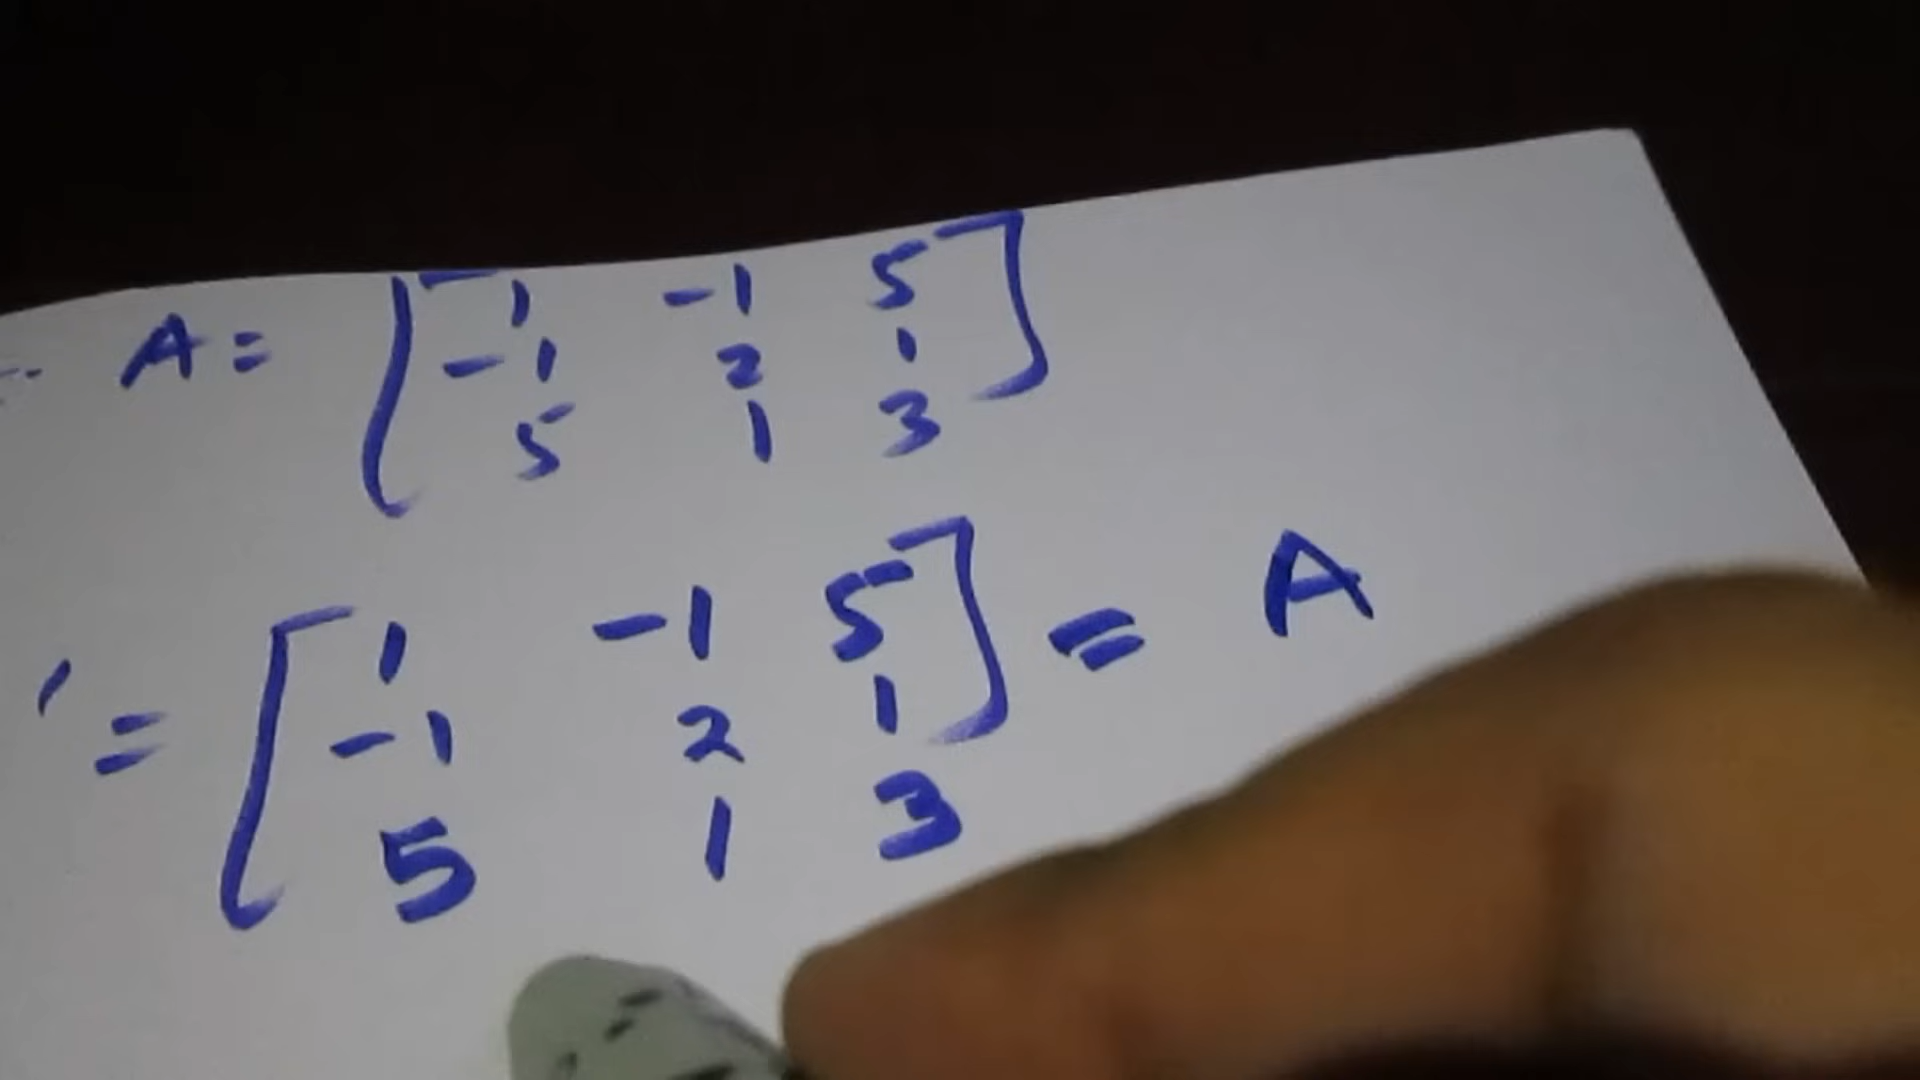 A = [ 1 -1 5
-1 2 1
5 1 3 ]
' = [ 1 -1 5
-1 2 1
5 1 3 ] = A